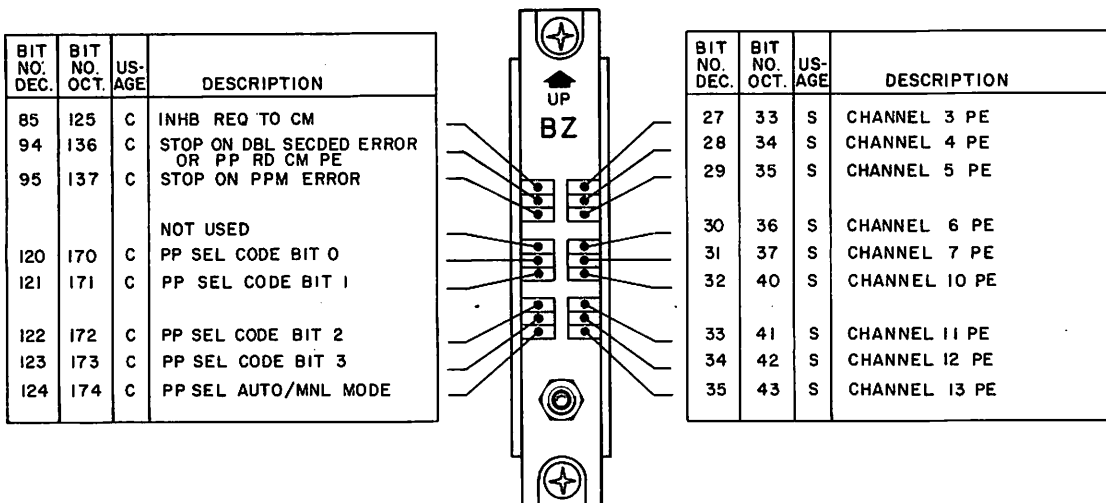 BIT NO. DEC. BIT NO. OCT. US-AGE DESCRIPTION
85 125 C INHB REQ TO CM
94 136 C STOP ON DBL SECDED ERROR
OR PP RD CM PE
95 137 C STOP ON PPM ERROR
NOT USED
120 170 C PP SEL CODE BIT 0
121 171 C PP SEL CODE BIT 1
122 172 C PP SEL CODE BIT 2
123 173 C PP SEL CODE BIT 3
124 174 C PP SEL AUTO/MNL MODE
UP
BZ
BIT NO. DEC. BIT NO. OCT. US-AGE DESCRIPTION
27 33 S CHANNEL 3 PE
28 34 S CHANNEL 4 PE
29 35 S CHANNEL 5 PE
30 36 S CHANNEL 6 PE
31 37 S CHANNEL 7 PE
32 40 S CHANNEL 10 PE
33 41 S CHANNEL 11 PE
34 42 S CHANNEL 12 PE
35 43 S CHANNEL 13 PE